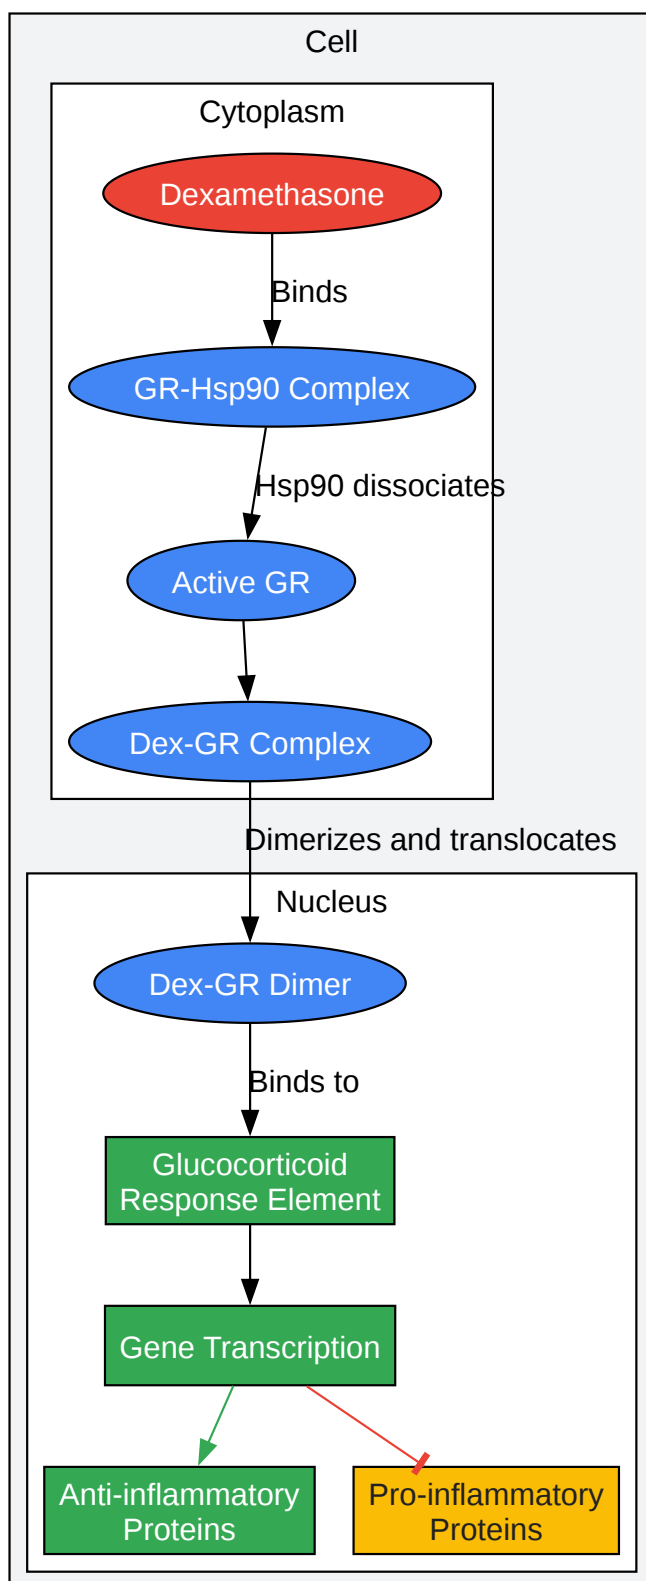 Cell
Cytoplasm
Dexamethasone
Binds
GR-Hsp90 Complex
Hsp90 dissociates
Active GR
Dex-GR Complex
Dimerizes and translocates
Nucleus
Dex-GR Dimer
Binds to
Glucocorticoid
Response Element
Gene Transcription
Anti-inflammatory
Proteins
Pro-inflammatory
Proteins